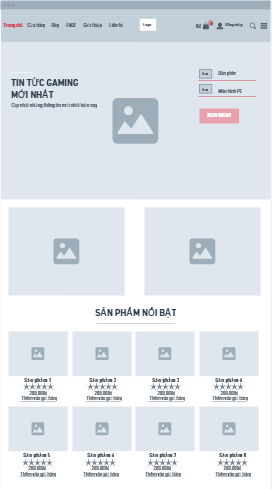 Trang chủ Cửa hàng Blog FAQS Giới thiệu Liên hệ Logo Đăng nhập
TIN TỨC GAMING
MỚI NHẤT
Cập nhật những thông tin mới nhất hiện nay
Bàn phím
Màn hình PC
XEM NGAY
SẢN PHẨM NỔI BẬT
Sản phẩm 1 Sản phẩm 2 Sản phẩm 3 Sản phẩm 4
200.000đ 200.000đ 200.000đ 200.000đ
Thêm vào giỏ hàng Thêm vào giỏ hàng Thêm vào giỏ hàng Thêm vào giỏ hàng
Sản phẩm 5 Sản phẩm 6 Sản phẩm 7 Sản phẩm 8
200.000đ 200.000đ 200.000đ 200.000đ
Thêm vào giỏ hàng Thêm vào giỏ hàng Thêm vào giỏ hàng Thêm vào giỏ hàng